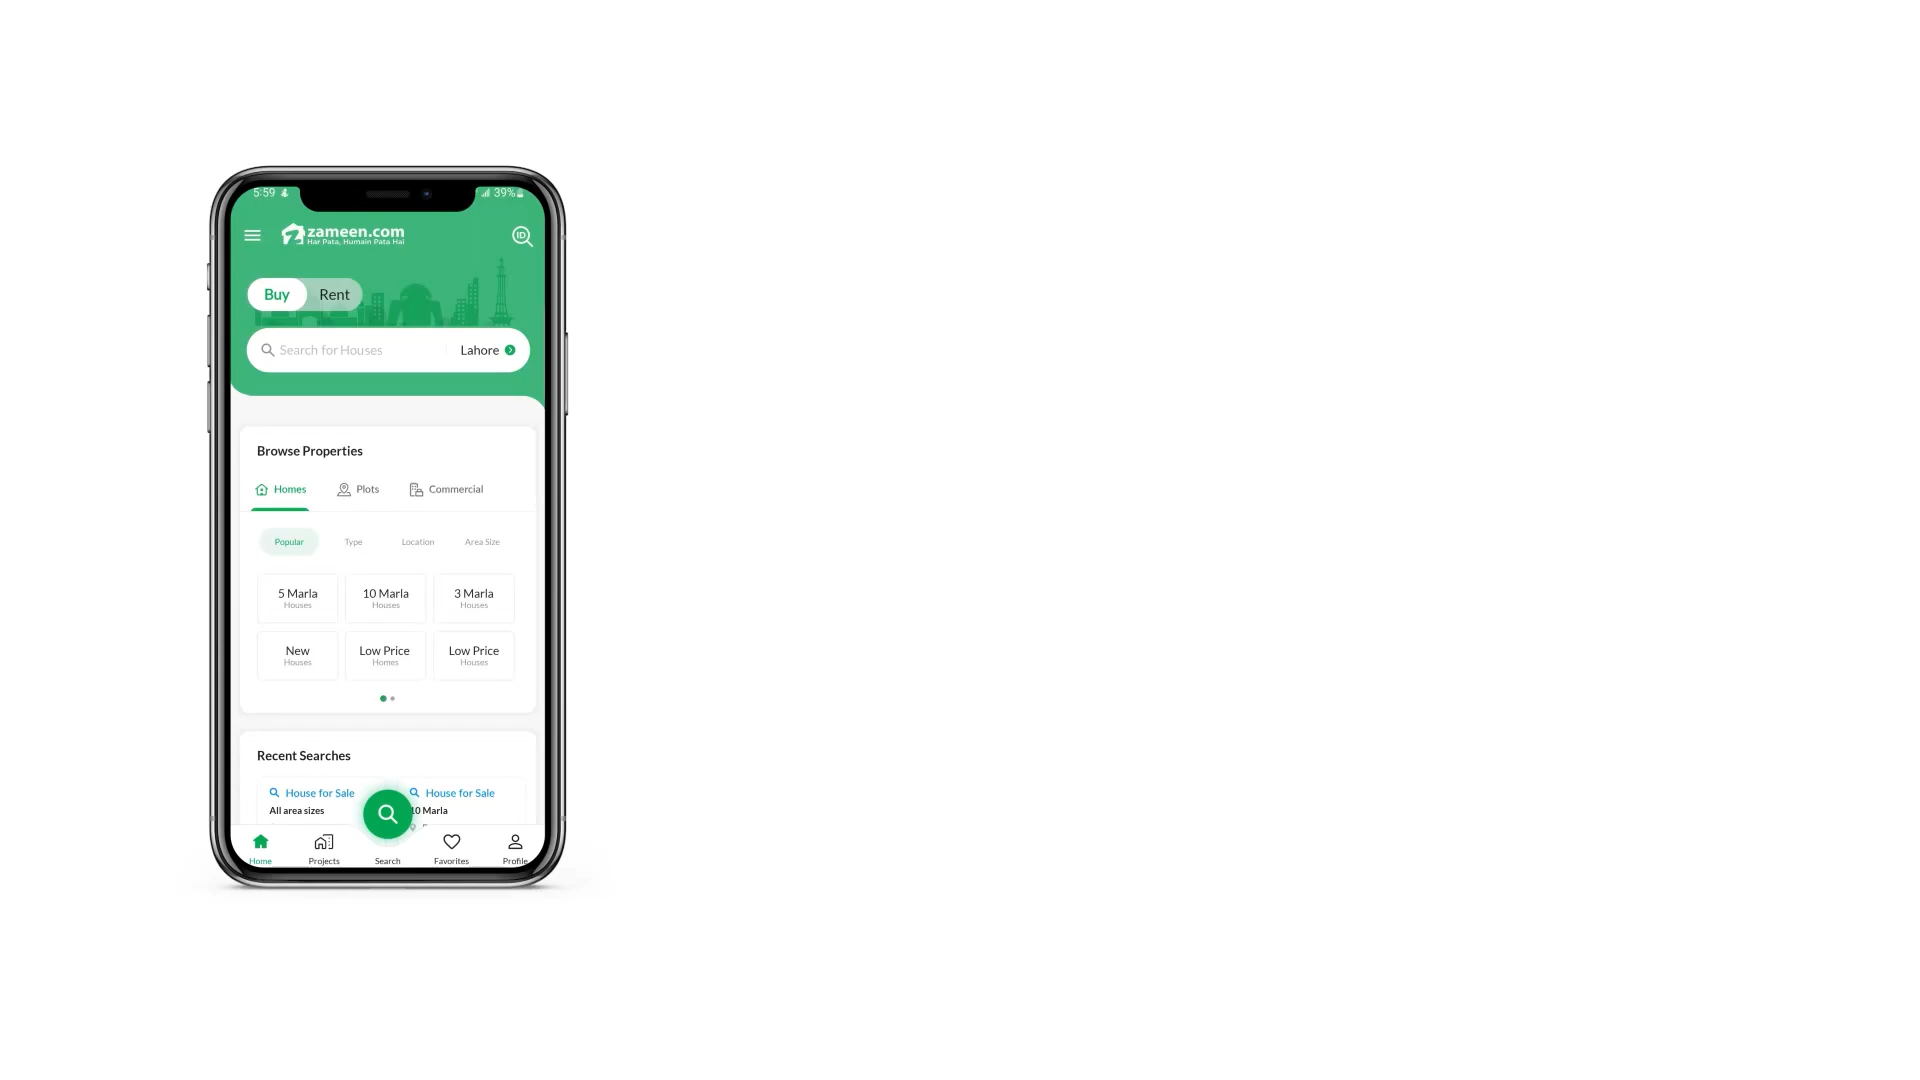 5:59
39%
zameen.com
Har Pata, Humain Pata Hai
ID
Buy Rent
Search for Houses Lahore
Browse Properties
Homes Plots Commercial
Popular Type Location Area Size
5 Marla 10 Marla 3 Marla
Houses Houses Houses
New Low Price Low Price
Houses Homes Houses
Recent Searches
House for Sale House for Sale
All area sizes 10 Marla
Home Projects Search Favorites Profile